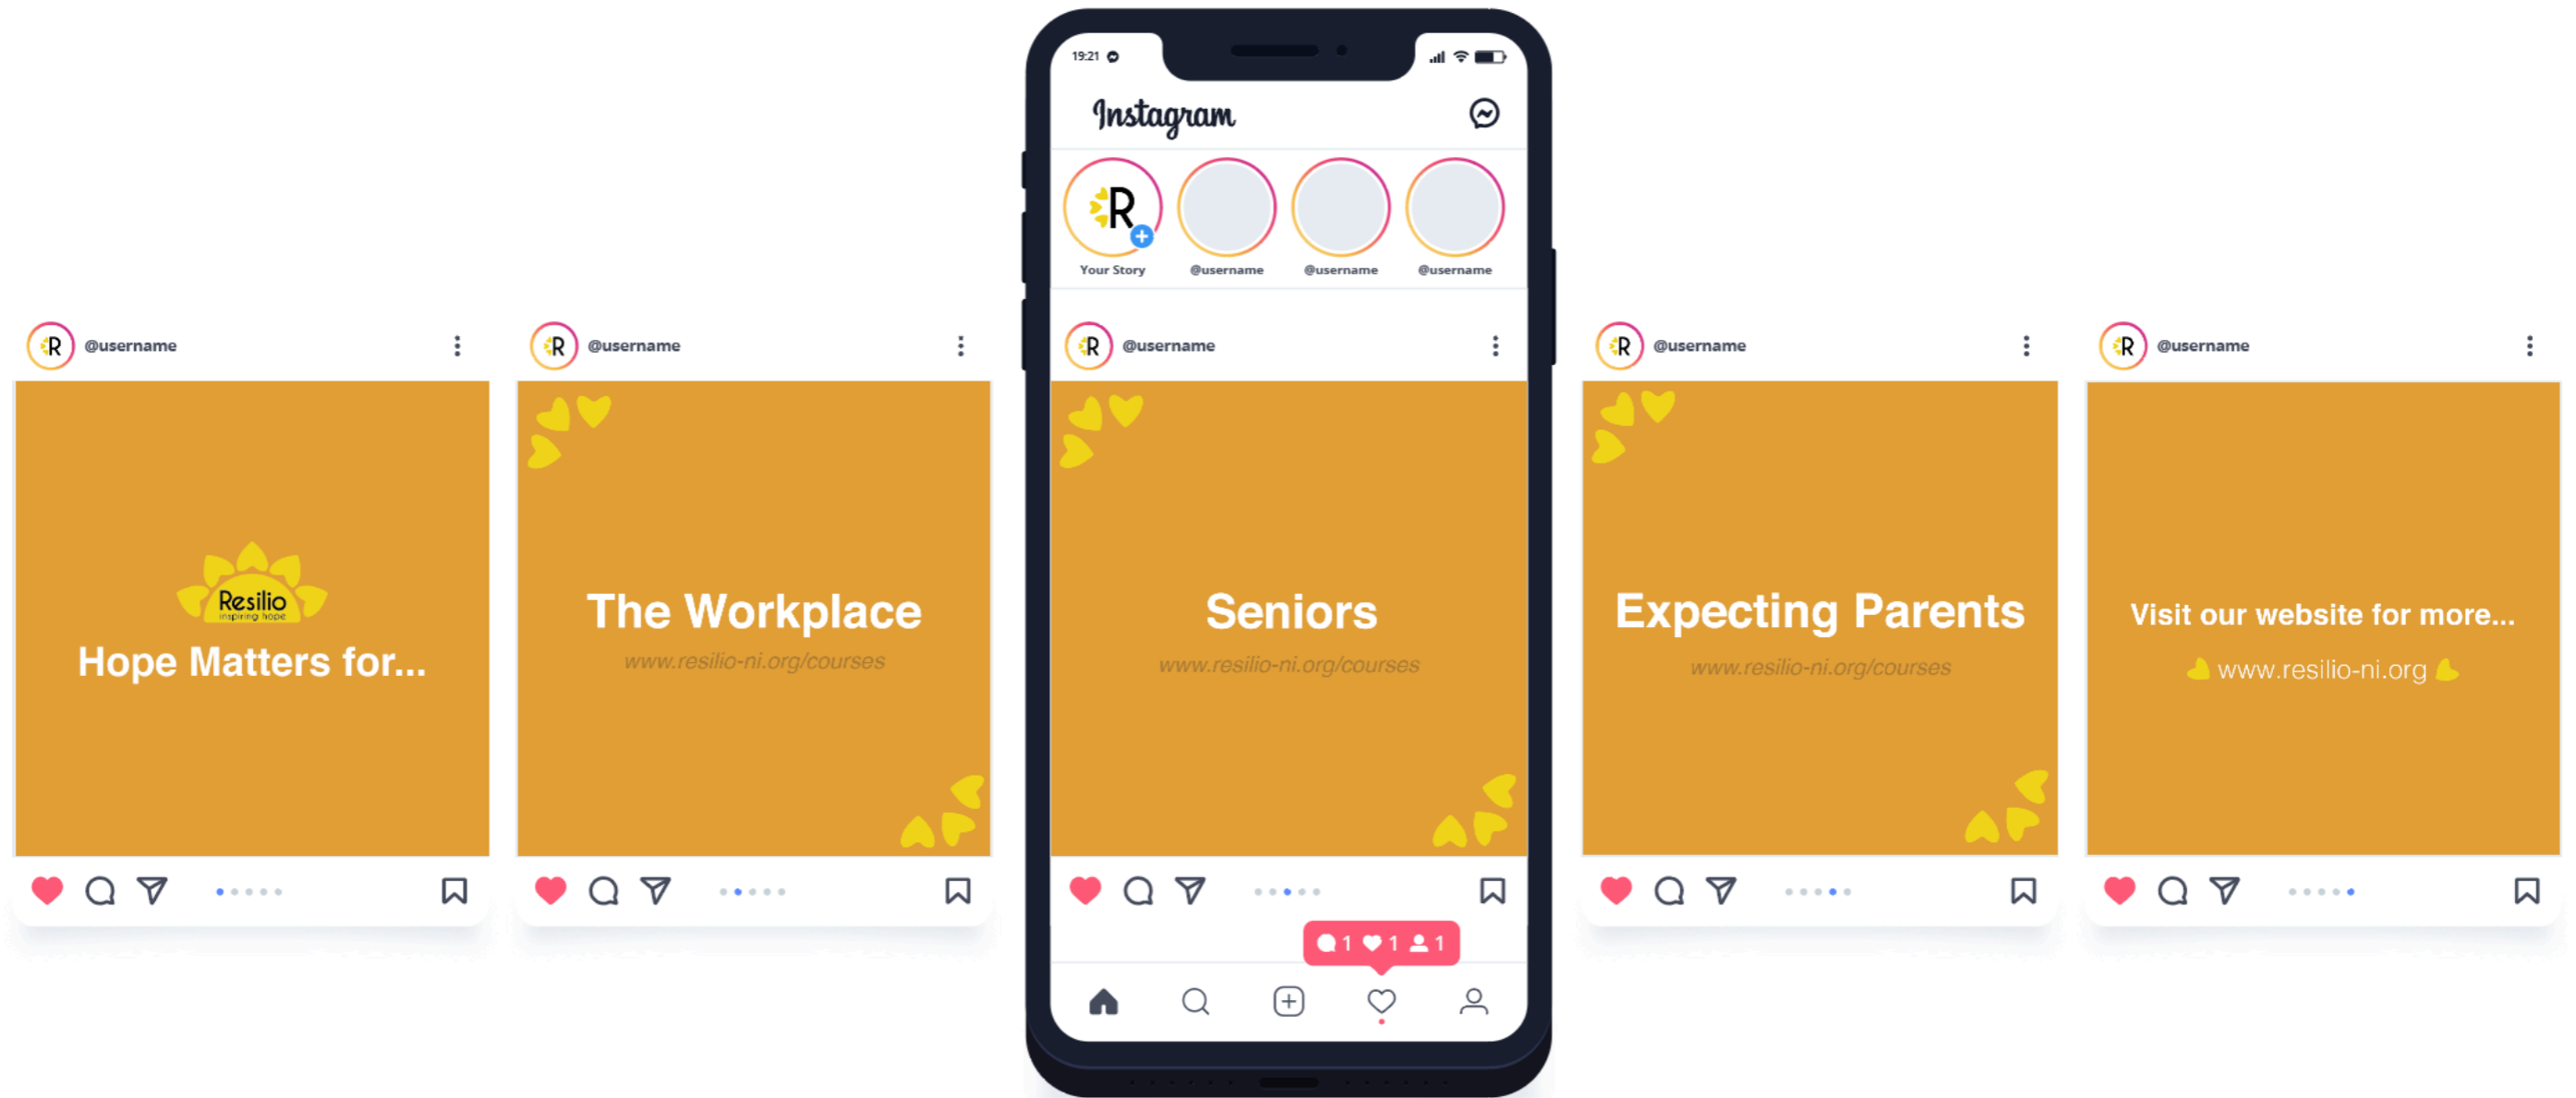 @username
Resilio
inspiring hope
Hope Matters for...
@username
The Workplace
www.resilio-ni.org/courses
19:21
Instagram
R
Your Story
@username
@username
@username
R
@username
Seniors
www.resilio-ni.org/courses
1 1 1
R
@username
Expecting Parents
www.resilio-ni.org/courses
R
@username
Visit our website for more...
www.resilio-ni.org